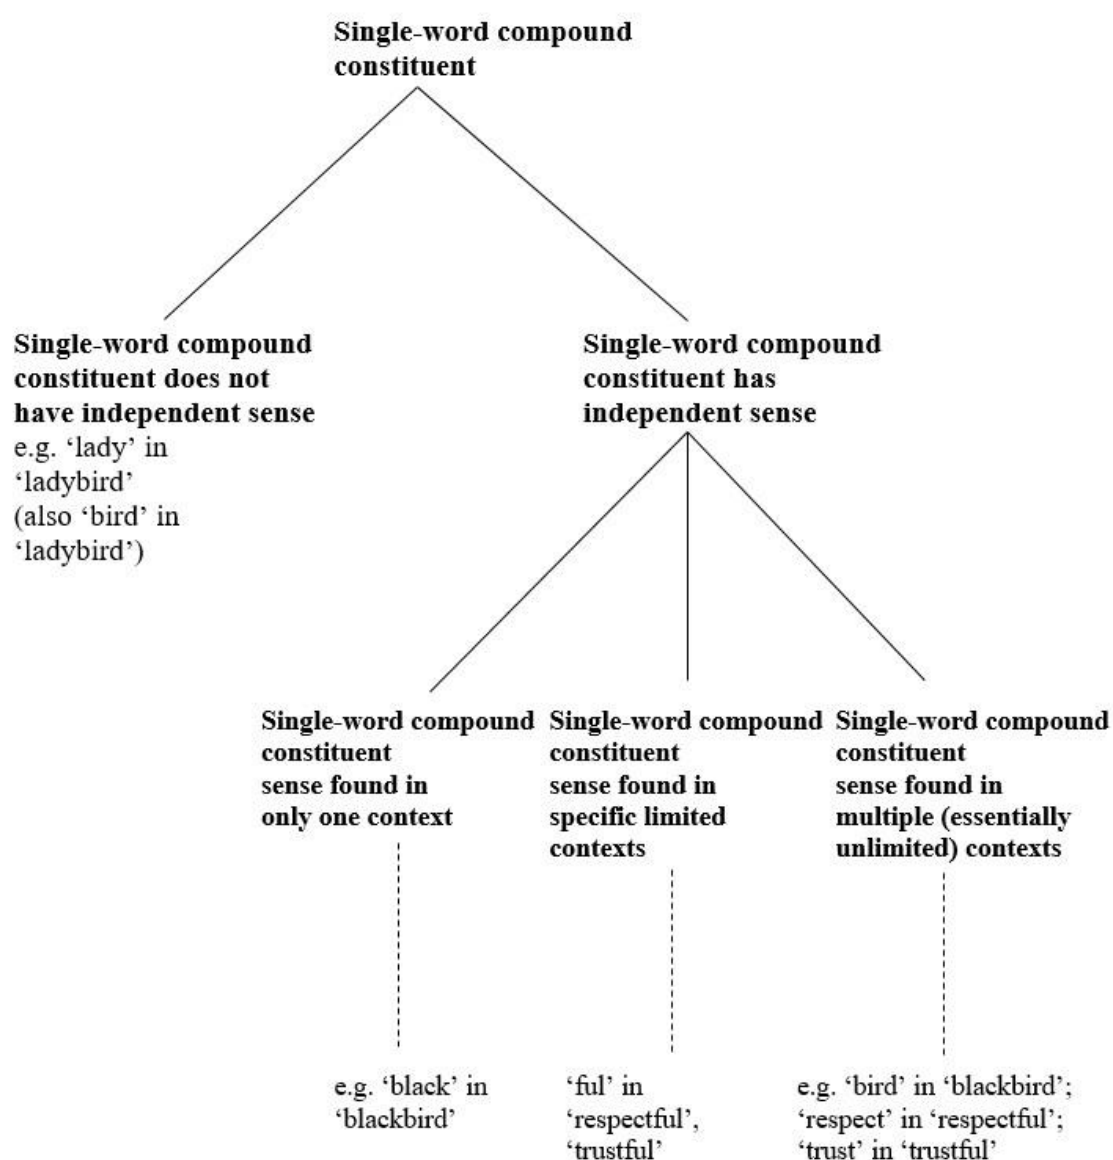 Single-word compound
constituent
Single-word compound
constituent does not
have independent sense
e.g. ‘lady’ in
‘ladybird’
(also ‘bird’ in
‘ladybird’)
Single-word compound
constituent has
independent sense
Single-word compound
constituent
sense found in
only one context
Single-word compound
constituent
sense found in
specific limited
contexts
Single-word compound
constituent
sense found in
multiple (essentially
unlimited) contexts
e.g. ‘black’ in
‘blackbird’
‘ful’ in
‘respectful’,
‘trustful’
e.g. ‘bird’ in ‘blackbird’;
‘respect’ in ‘respectful’;
‘trust’ in ‘trustful’